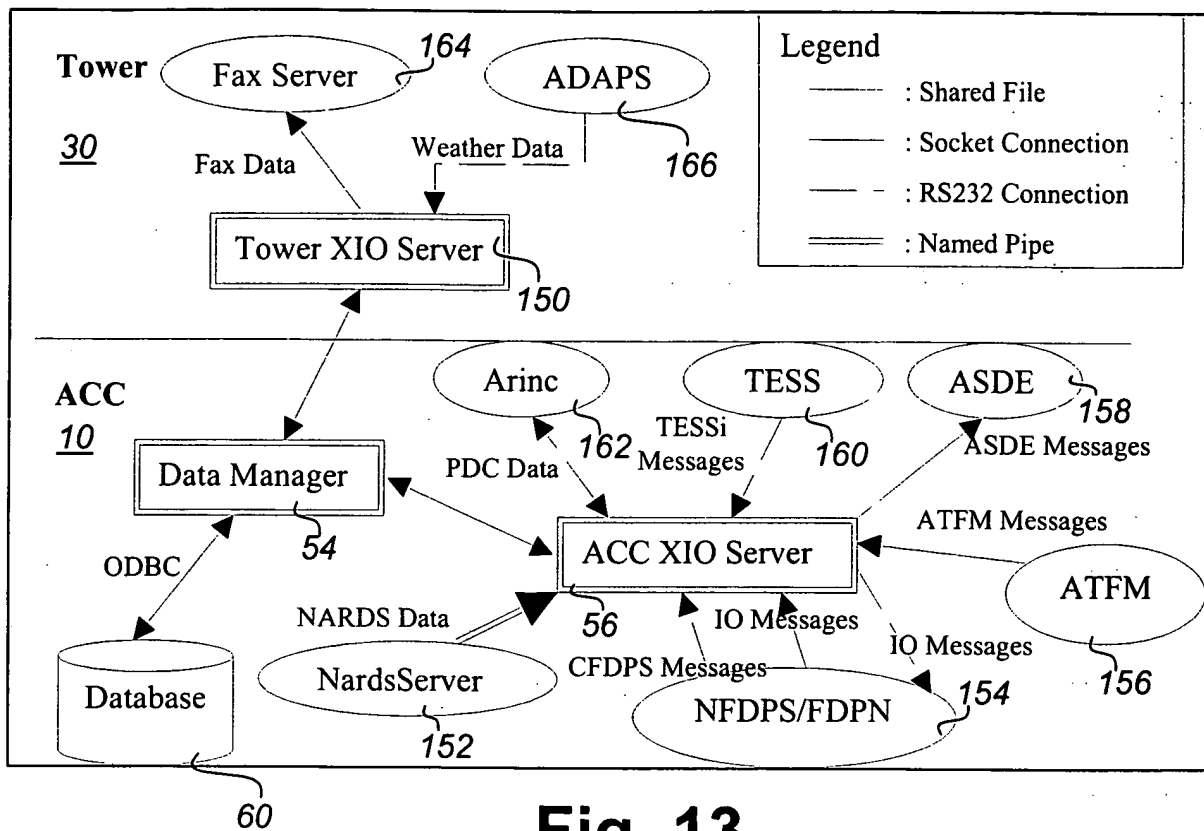 Tower
30
Fax Server
164
ADAPS
166
Fax Data
Weather Data
Tower XIO Server
150
Legend
: Shared File
: Socket Connection
: RS232 Connection
: Named Pipe
ACC
10
Arinc
162
TESS
160
ASDE
158
PDC Data
TESSi
Messages
ASDE Messages
Data Manager
54
ACC XIO Server
56
ATFM Messages
ATFM
156
ODBC
NARDS Data
IO Messages
IO Messages
CFDPS Messages
Database
60
NardsServer
152
NFDPS/FDPN
154
Fig. 13